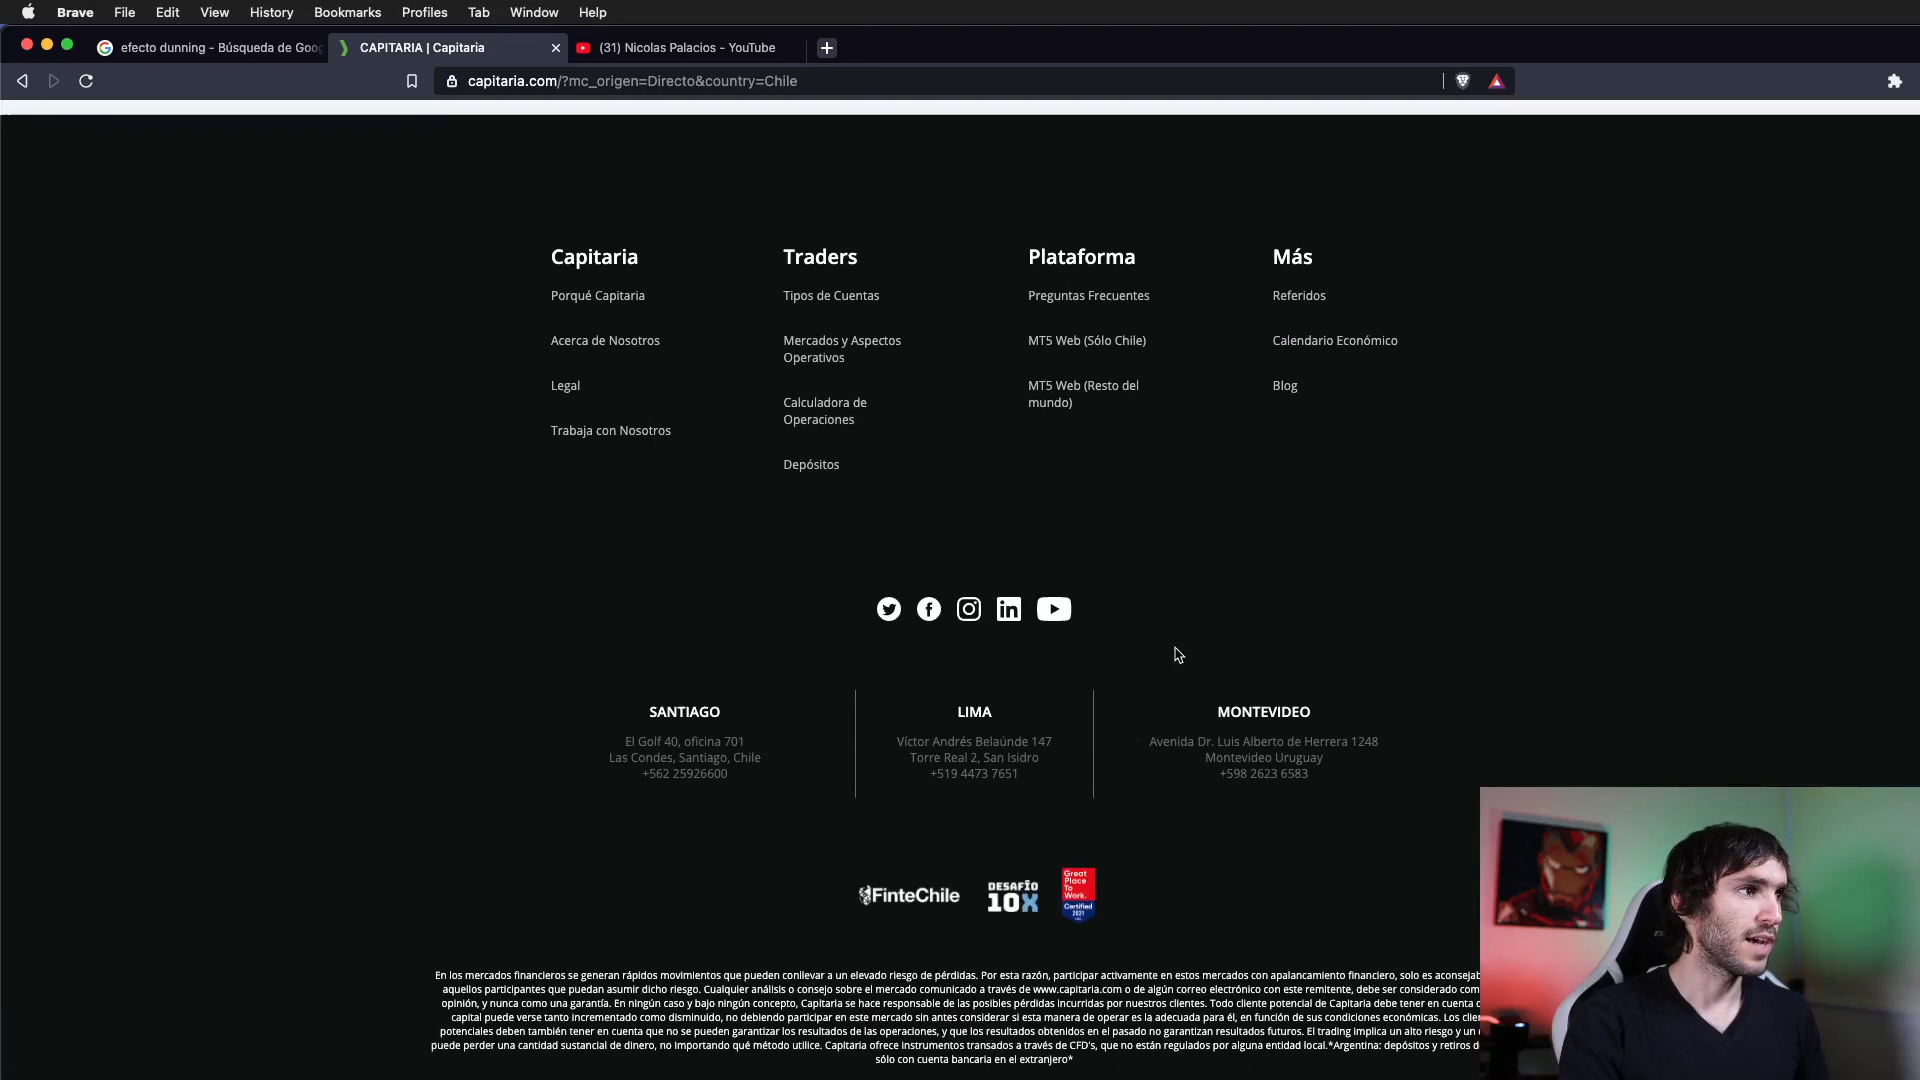 Brave File Edit View History Bookmarks Profiles Tab Window Help
efecto dunning - Búsqueda de Goog
CAPITARIA | Capitaria
(31) Nicolas Palacios - YouTube
capitaria.com/?mc_origen=Directo&country=Chile
Capitaria
Porqué Capitaria
Acerca de Nosotros
Legal
Trabaja con Nosotros
Traders
Tipos de Cuentas
Mercados y Aspectos
Operativos
Calculadora de
Operaciones
Depósitos
Plataforma
Preguntas Frecuentes
MT5 Web (Sólo Chile)
MT5 Web (Resto del
mundo)
Más
Referidos
Calendario Económico
Blog
SANTIAGO
El Golf 40, oficina 701
Las Condes, Santiago, Chile
+562 25926600
LIMA
Víctor Andrés Belaúnde 147
Torre Real 2, San Isidro
+519 4473 7651
MONTEVIDEO
Avenida Dr. Luis Alberto de Herrera 1248
Montevideo Uruguay
+598 2623 6583
FinteChile
DESAFÍO
10X
Great
Place
To
Work.
Certified
2021
En los mercados financieros se generan rápidos movimientos que pueden conllevar a un elevado riesgo de pérdidas. Por esta razón, participar activamente en estos mercados con apalancamiento financiero, solo es aconsejab
aquellos participantes que puedan asumir dicho riesgo. Cualquier análisis o consejo sobre el mercado comunicado a través de www.capitaria.com o de algún correo electrónico con este remitente, debe ser considerado com
opinión, y nunca como una garantía. En ningún caso y bajo ningún concepto, Capitaria se hace responsable de las posibles pérdidas incurridas por nuestros clientes. Todo cliente potencial de Capitaria debe tener en cuenta
capital puede verse tanto incrementado como disminuido, no debiendo participar en este mercado sin antes considerar si esta manera de operar es la adecuada para él, en función de sus condiciones económicas. Los clie
potenciales deben también tener en cuenta que no se pueden garantizar los resultados de las operaciones, y que los resultados obtenidos en el pasado no garantizan resultados futuros. El trading implica un alto riesgo y un
puede perder una cantidad sustancial de dinero, no importando qué método utilice. Capitaria ofrece instrumentos transados a través de CFD's, que no están regulados por alguna entidad local.*Argentina: depósitos y retiros d
sólo con cuenta bancaria en el extranjero*